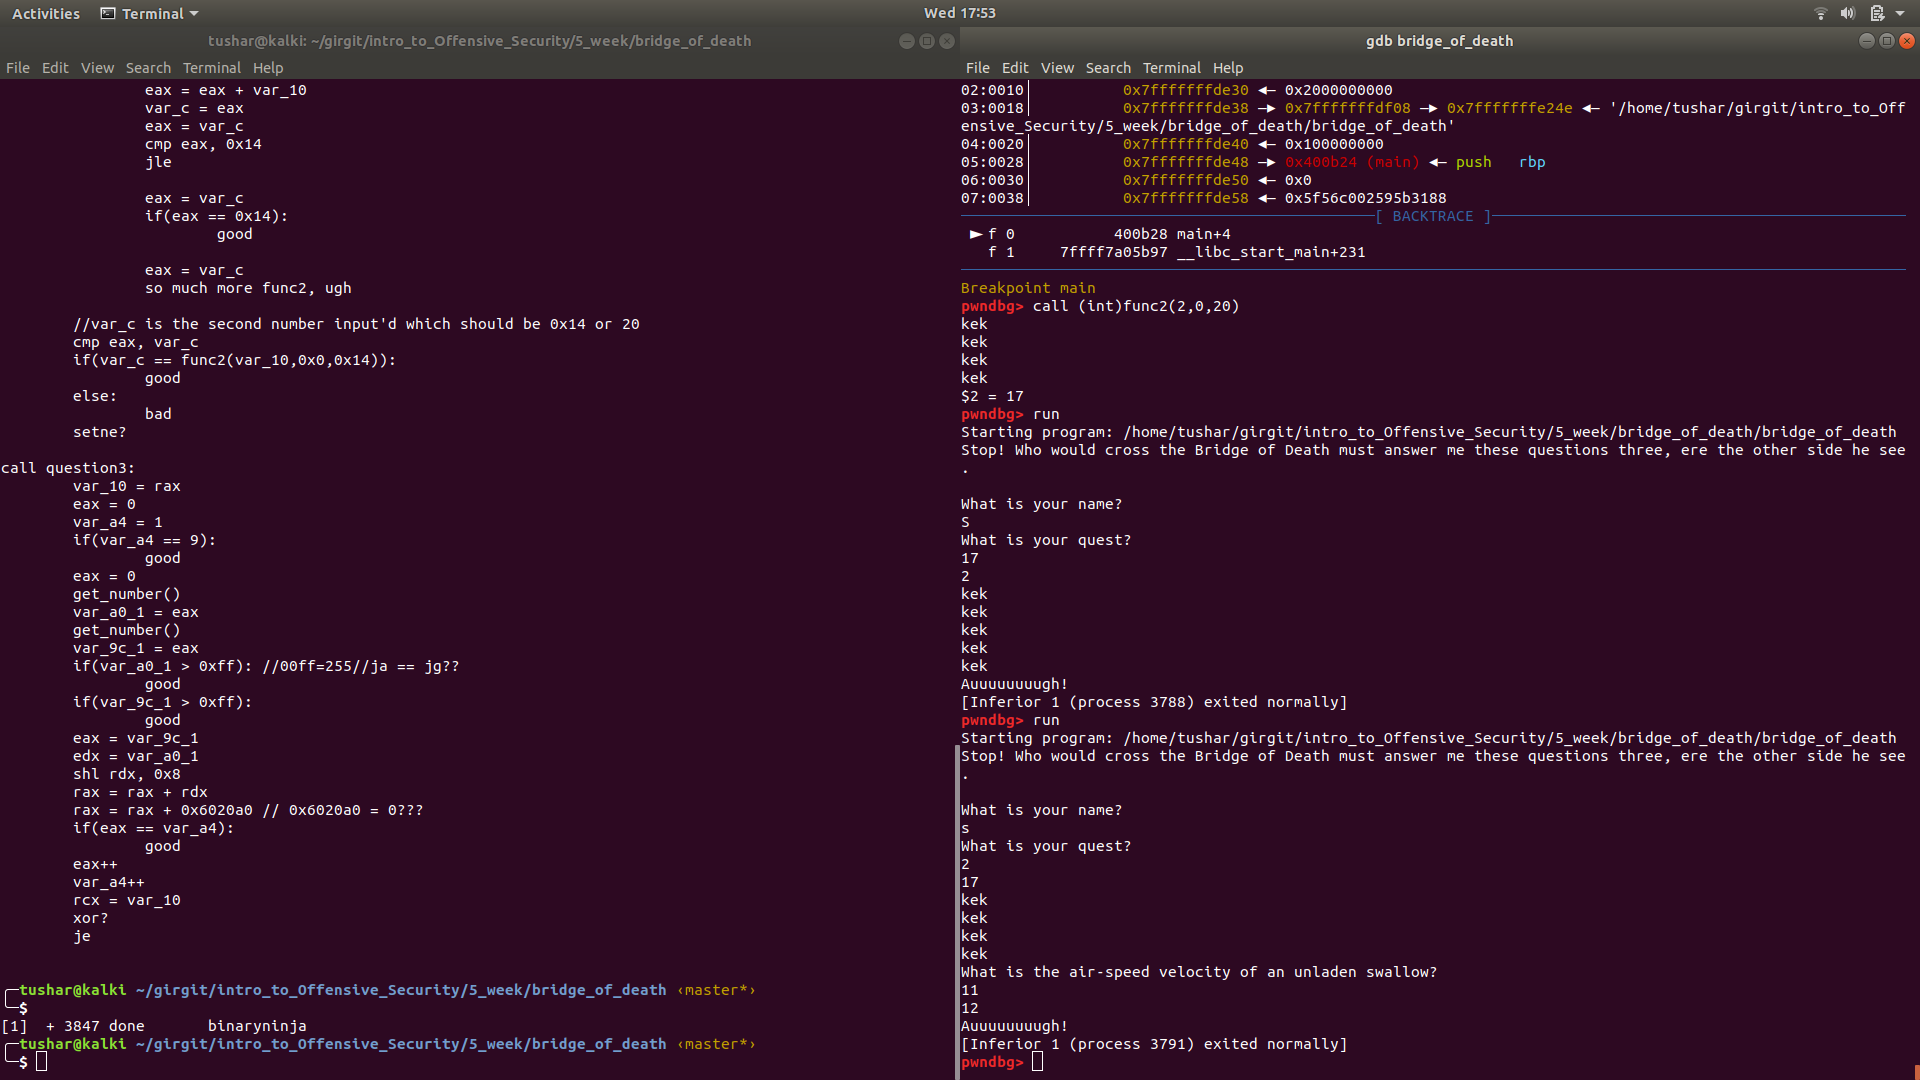 Activities Terminal Wed 17:53
tushar@kalki: ~/girgit/intro_to_Offensive_Security/5_week/bridge_of_death
File Edit View Search Terminal Help
eax = eax + var_10
var_c = eax
eax = var_c
cmp eax, 0x14
jle
eax = var_c
if(eax == 0x14):
good
eax = var_c
so much more func2, ugh
//var_c is the second number input'd which should be 0x14 or 20
cmp eax, var_c
if(var_c == func2(var_10,0x0,0x14)):
good
else:
bad
setne?
call question3:
var_10 = rax
eax = 0
var_a4 = 1
if(var_a4 == 9):
good
eax = 0
get_number()
var_a0_1 = eax
get_number()
var_9c_1 = eax
if(var_a0_1 > 0xff): //00ff=255//ja == jg??
good
if(var_9c_1 > 0xff):
good
eax = var_9c_1
edx = var_a0_1
shl rdx, 0x8
rax = rax + rdx
rax = rax + 0x6020a0 // 0x6020a0 = 0???
if(eax == var_a4):
good
eax++
var_a4++
rcx = var_10
xor?
je
tushar@kalki ~/girgit/intro_to_Offensive_Security/5_week/bridge_of_death ‹master*›
$
[1]  + 3847 done       binaryninja
tushar@kalki ~/girgit/intro_to_Offensive_Security/5_week/bridge_of_death ‹master*›
$
gdb bridge_of_death
File Edit View Search Terminal Help
02:0010│ 0x7fffffffde30 ◂— 0x2000000000
03:0018│ 0x7fffffffde38 —▸ 0x7fffffffdf08 —▸ 0x7fffffffe24e ◂— '/home/tushar/girgit/intro_to_Off
ensive_Security/5_week/bridge_of_death/bridge_of_death'
04:0020│ 0x7fffffffde40 ◂— 0x100000000
05:0028│ 0x7fffffffde48 —▸ 0x400b24 (main) ◂— push   rbp
06:0030│ 0x7fffffffde50 ◂— 0x0
07:0038│ 0x7fffffffde58 ◂— 0x5f56c002595b3188
[ BACKTRACE ]
► f 0 400b28 main+4
f 1 7ffff7a05b97 __libc_start_main+231
Breakpoint main
pwndbg> call (int)func2(2,0,20)
kek
kek
kek
kek
$2 = 17
pwndbg> run
Starting program: /home/tushar/girgit/intro_to_Offensive_Security/5_week/bridge_of_death/bridge_of_death
Stop! Who would cross the Bridge of Death must answer me these questions three, ere the other side he see
.
What is your name?
S
What is your quest?
17
2
kek
kek
kek
kek
kek
Auuuuuuuugh!
[Inferior 1 (process 3788) exited normally]
pwndbg> run
Starting program: /home/tushar/girgit/intro_to_Offensive_Security/5_week/bridge_of_death/bridge_of_death
Stop! Who would cross the Bridge of Death must answer me these questions three, ere the other side he see
.
What is your name?
s
What is your quest?
2
17
kek
kek
kek
kek
What is the air-speed velocity of an unladen swallow?
11
12
Auuuuuuuugh!
[Inferior 1 (process 3791) exited normally]
pwndbg>